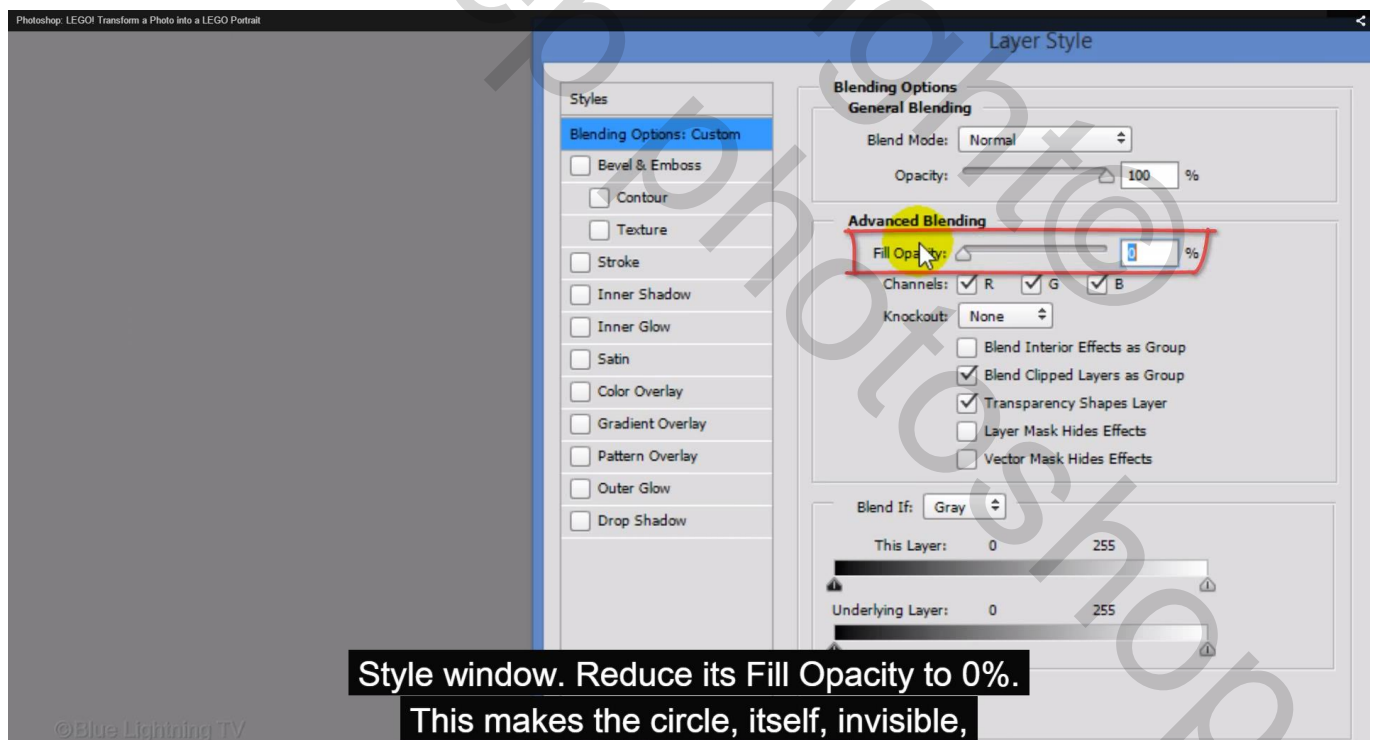 Photoshop: LEGO! Transform a Photo into a LEGO Portrait
Layer Style
Styles
Blending Options: Custom
Bevel & Emboss
Contour
Texture
Stroke
Inner Shadow
Inner Glow
Satin
Color Overlay
Gradient Overlay
Pattern Overlay
Outer Glow
Drop Shadow
Blending Options
General Blending
Blend Mode: Normal
Opacity: 100 %
Advanced Blending
Fill Opacity: 0 %
Channels: R G B
Knockout: None
Blend Interior Effects as Group
Blend Clipped Layers as Group
Transparency Shapes Layer
Layer Mask Hides Effects
Vector Mask Hides Effects
Blend If: Gray
This Layer: 0 255
Underlying Layer: 0 255
Style window. Reduce its Fill Opacity to 0%.
This makes the circle, itself, invisible,
©Blue Lightning TV